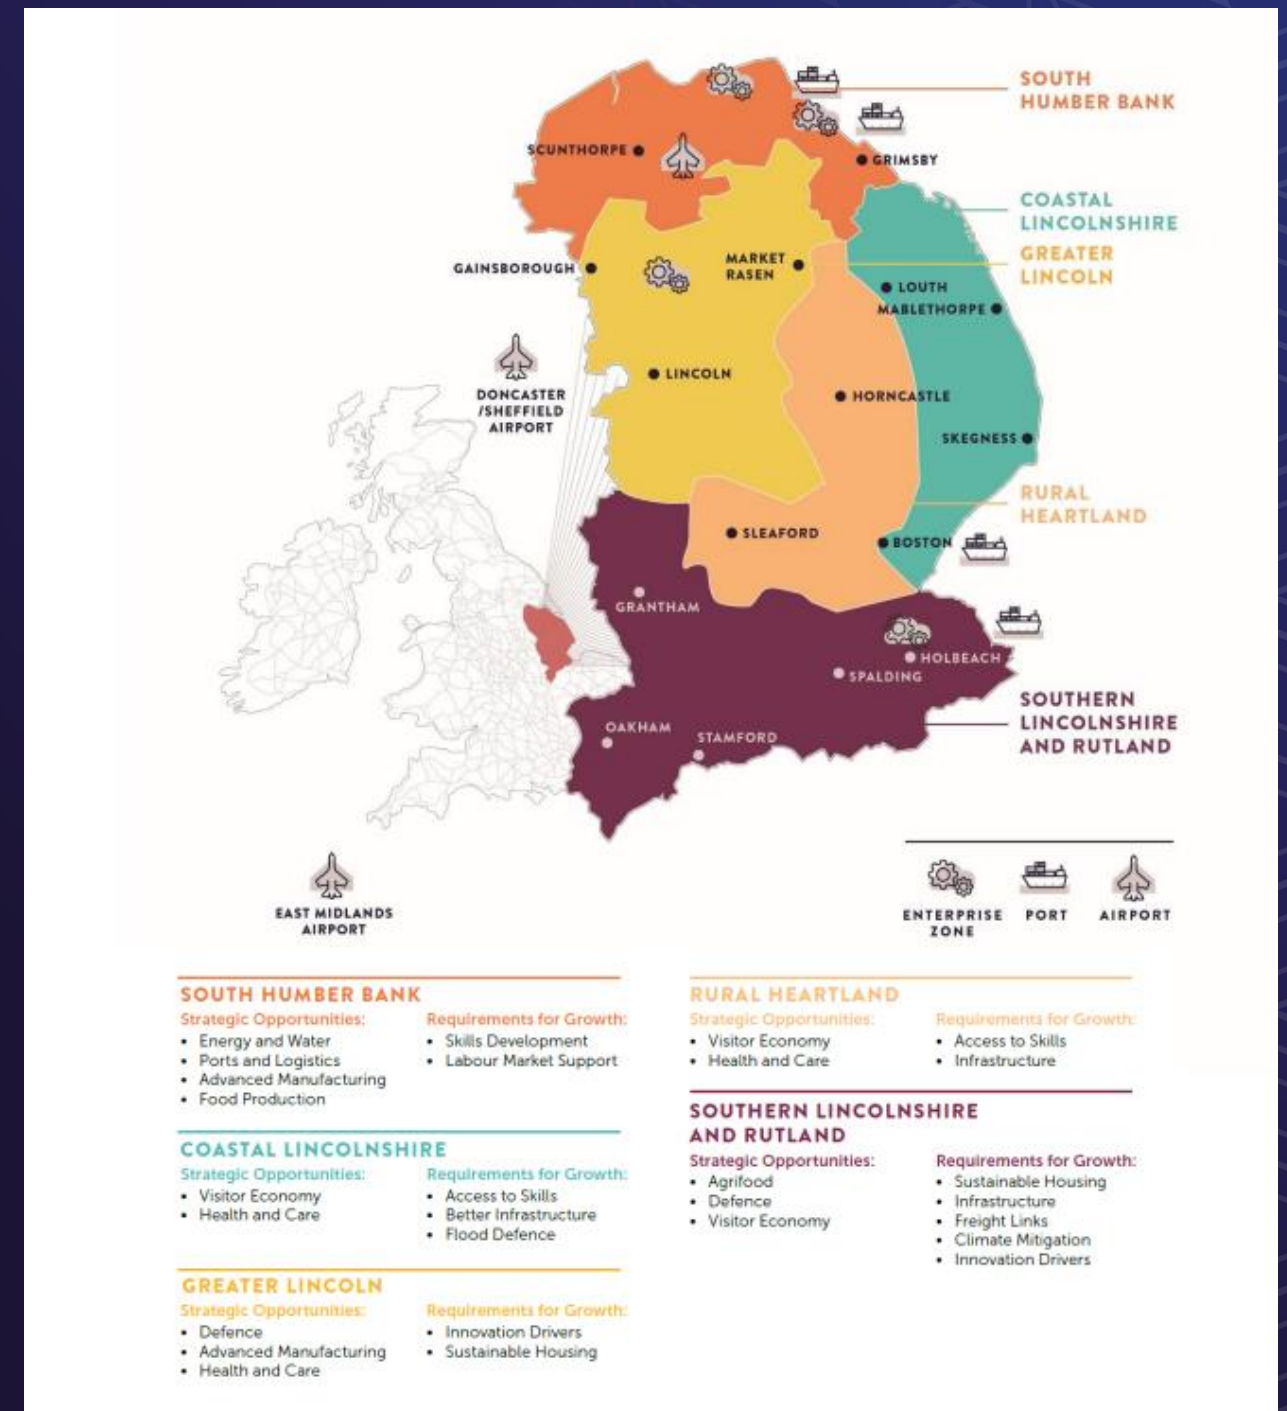 SOUTH
HUMBER BANK
SCUNTHORPE
GRIMSBY
COASTAL
LINCOLNSHIRE
GREATER
LINCOLN
GAINSBOROUGH
MARKET
RASEN
LOUTH
MABLETHORPE
DONCASTER
/SHEFFIELD
AIRPORT
LINCOLN
HORNCASTLE
SKEGNESS
RURAL
HEARTLAND
SLEAFORD
BOSTON
GRANTHAM
HOLBEACH
SPALDING
SOUTHERN
LINCOLNSHIRE
AND RUTLAND
OAKHAM
STAMFORD
EAST MIDLANDS
AIRPORT
ENTERPRISE
ZONE
PORT
AIRPORT
SOUTH HUMBER BANK
Strategic Opportunities:
• Energy and Water
• Ports and Logistics
• Advanced Manufacturing
• Food Production
Requirements for Growth:
• Skills Development
• Labour Market Support
COASTAL LINCOLNSHIRE
Strategic Opportunities:
• Visitor Economy
• Health and Care
Requirements for Growth:
• Access to Skills
• Better Infrastructure
• Flood Defence
GREATER LINCOLN
Strategic Opportunities:
• Defence
• Advanced Manufacturing
• Health and Care
Requirements for Growth:
• Innovation Drivers
• Sustainable Housing
RURAL HEARTLAND
Strategic Opportunities:
• Visitor Economy
• Health and Care
Requirements for Growth:
• Access to Skills
• Infrastructure
SOUTHERN LINCOLNSHIRE
AND RUTLAND
Strategic Opportunities:
• Agrifood
• Defence
• Visitor Economy
Requirements for Growth:
• Sustainable Housing
• Infrastructure
• Freight Links
• Climate Mitigation
• Innovation Drivers